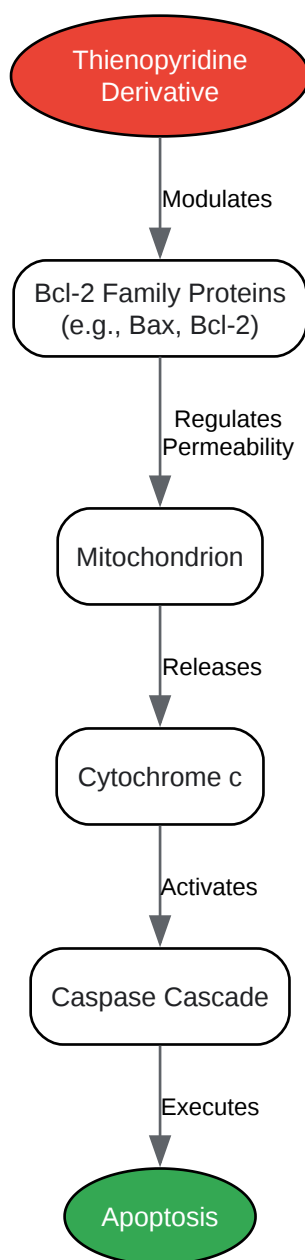 Thienopyridine
Derivative
Modulates
Bcl-2 Family Proteins
(e.g., Bax, Bcl-2)
Regulates
Permeability
Mitochondrion
Releases
Cytochrome c
Activates
Caspase Cascade
Executes
Apoptosis